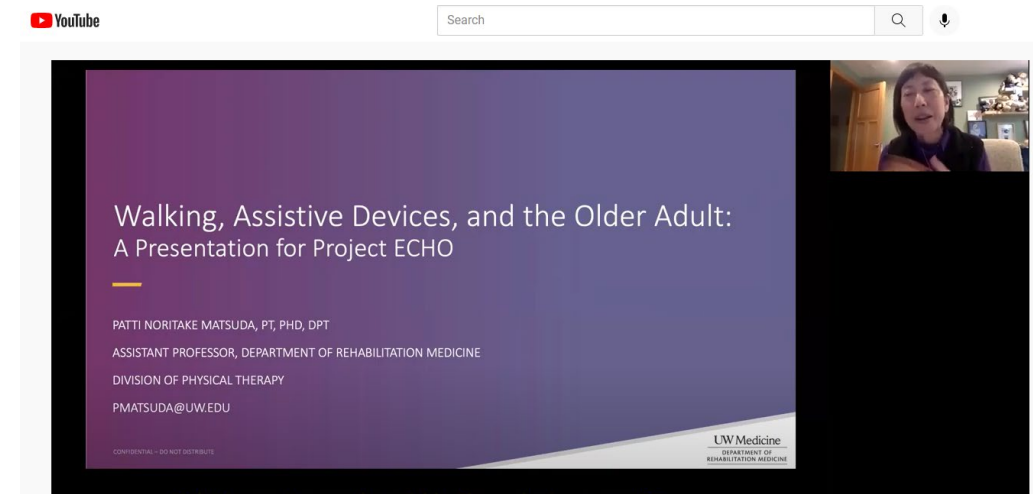 YouTube
Search
Walking, Assistive Devices, and the Older Adult:
A Presentation for Project ECHO
PATTI NORITAKE MATSUDA, PT, PHD, DPT
ASSISTANT PROFESSOR, DEPARTMENT OF REHABILITATION MEDICINE
DIVISION OF PHYSICAL THERAPY
PMATSUDA@UW.EDU
CONFIDENTIAL – DO NOT DISTRIBUTE
UW Medicine
DEPARTMENT OF
REHABILITATION MEDICINE